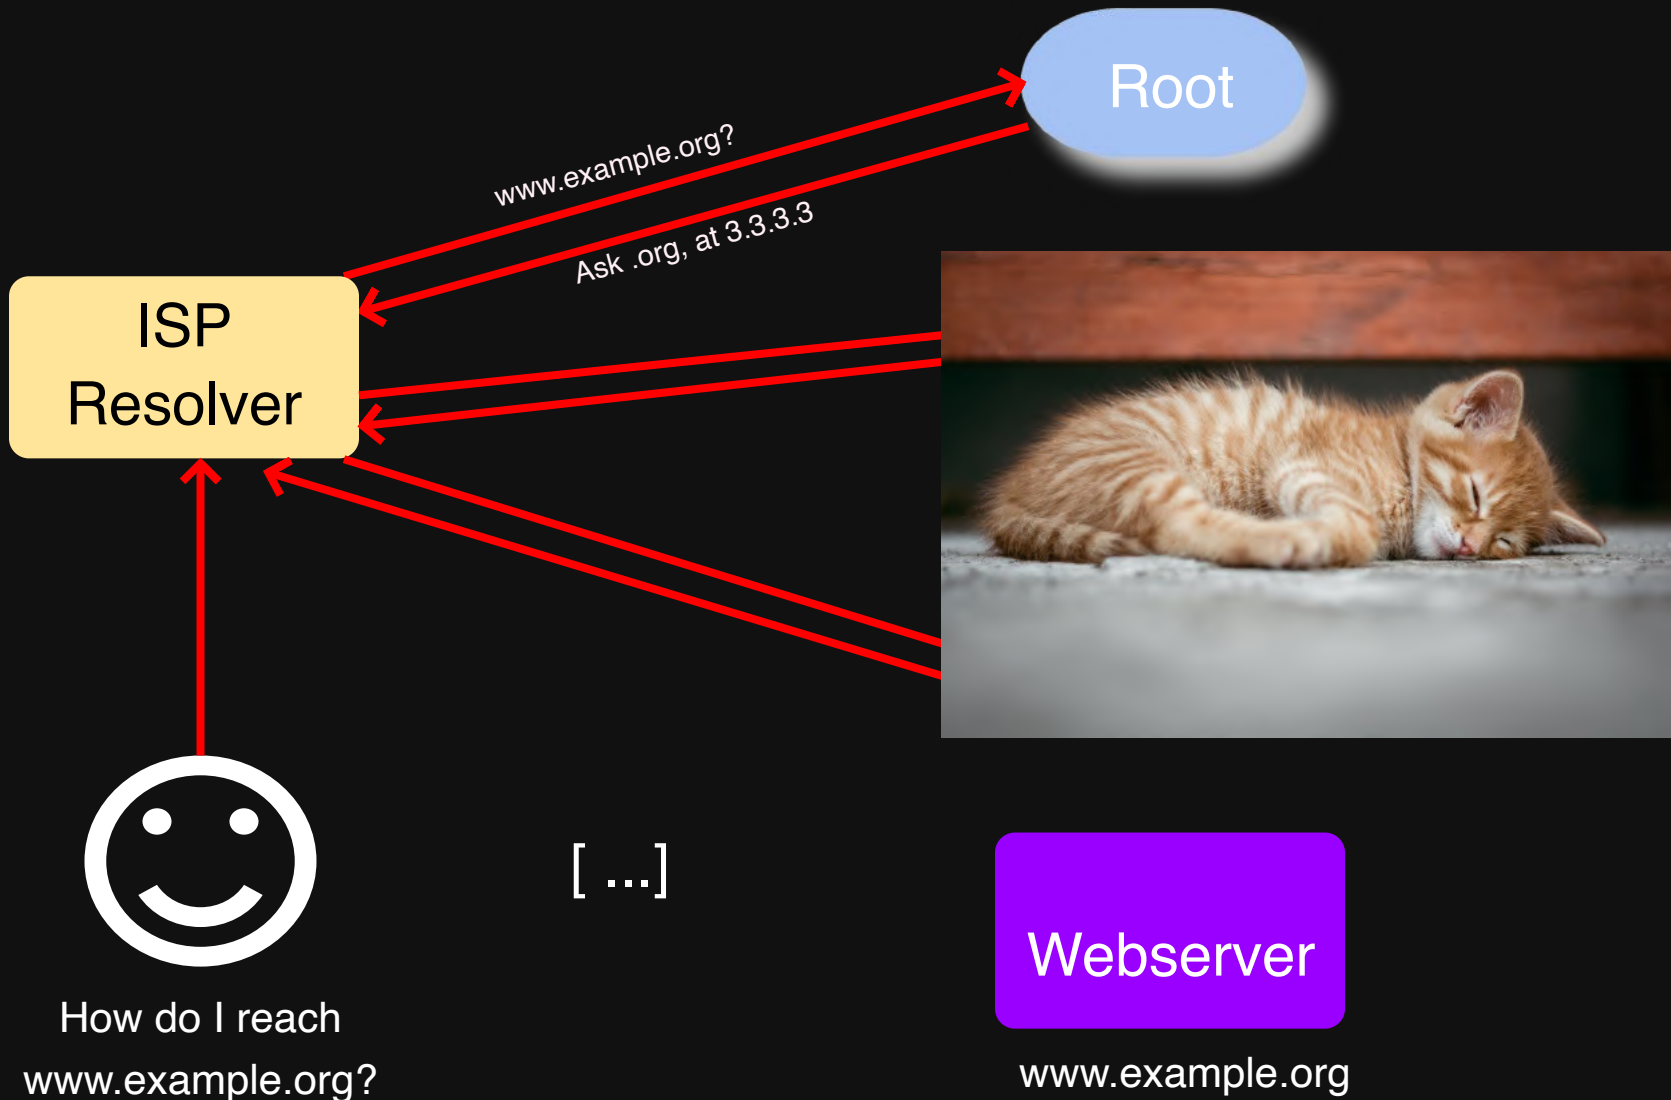 Root
www.example.org?
Ask .org, at 3.3.3.3
ISP
Resolver
[ ...]
Webserver
How do I reach
www.example.org?
www.example.org